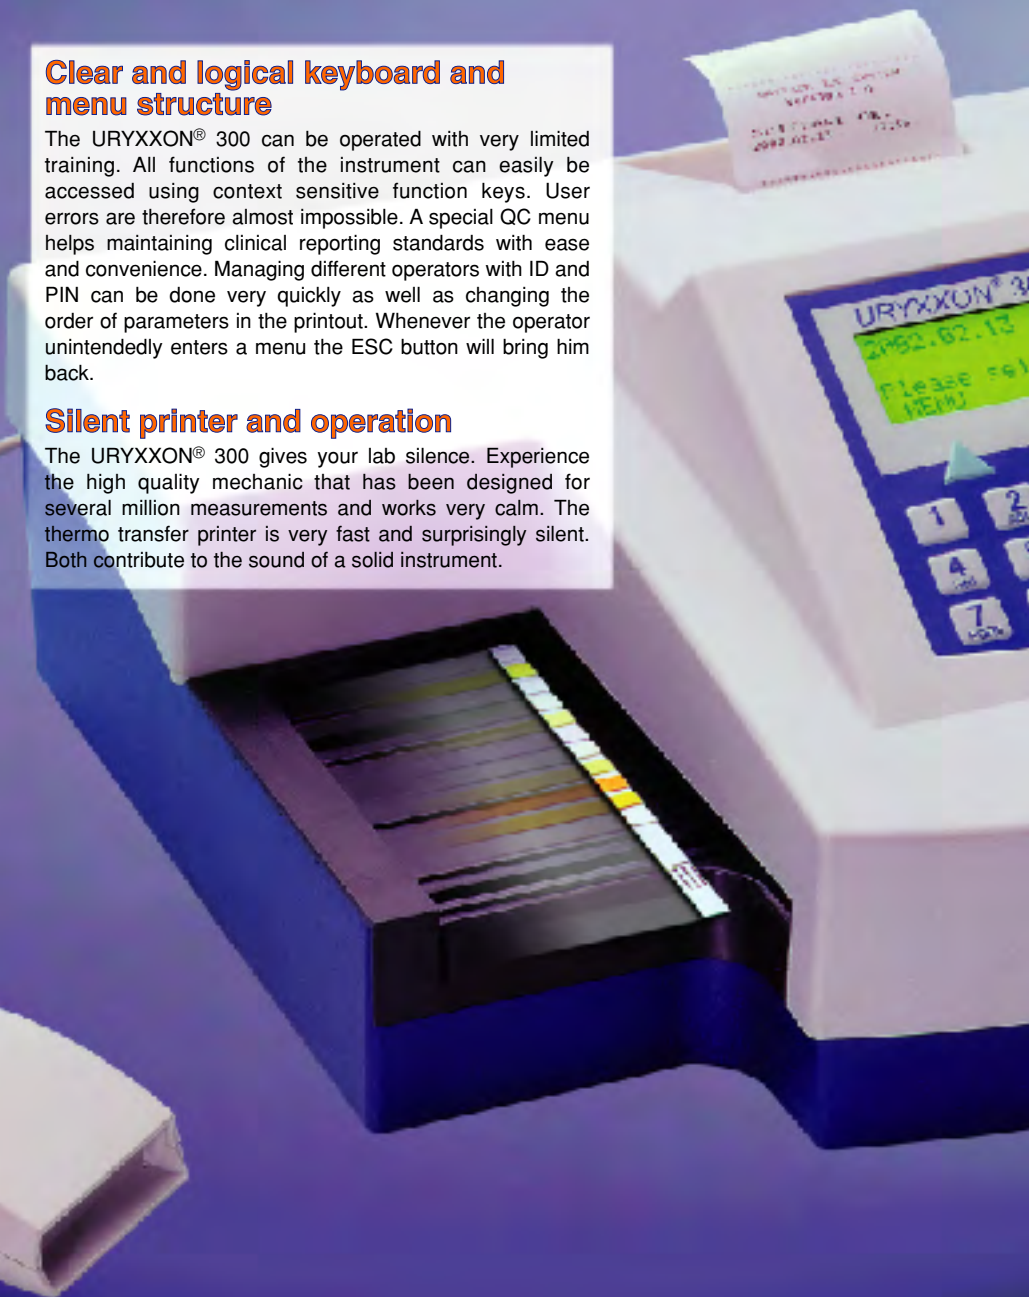 Clear and logical keyboard and
menu structure
The URYXXON® 300 can be operated with very limited
training. All functions of the instrument can easily be
accessed using context sensitive function keys. User
errors are therefore almost impossible. A special QC menu
helps maintaining clinical reporting standards with ease
and convenience. Managing different operators with ID and
PIN can be done very quickly as well as changing the
order of parameters in the printout. Whenever the operator
unintendedly enters a menu the ESC button will bring him
back.
Silent printer and operation
The URYXXON® 300 gives your lab silence. Experience
the high quality mechanic that has been designed for
several million measurements and works very calm. The
thermo transfer printer is very fast and surprisingly silent.
Both contribute to the sound of a solid instrument.
URYXXON® 30
2002.02.13
Please sel
MENU
1 2
4
7